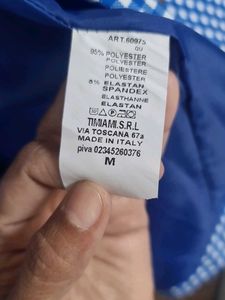 ART.60975
95% POLYESTER
POLYESTER
POLIESTERE
POLYESTER
5% ELASTAN
SPANDEX
ELASTHANNE
ELASTAN
TIMIAMI.S.R.L
VIA TOSCANA 67a
MADE IN ITALY
piva 02345260376
M